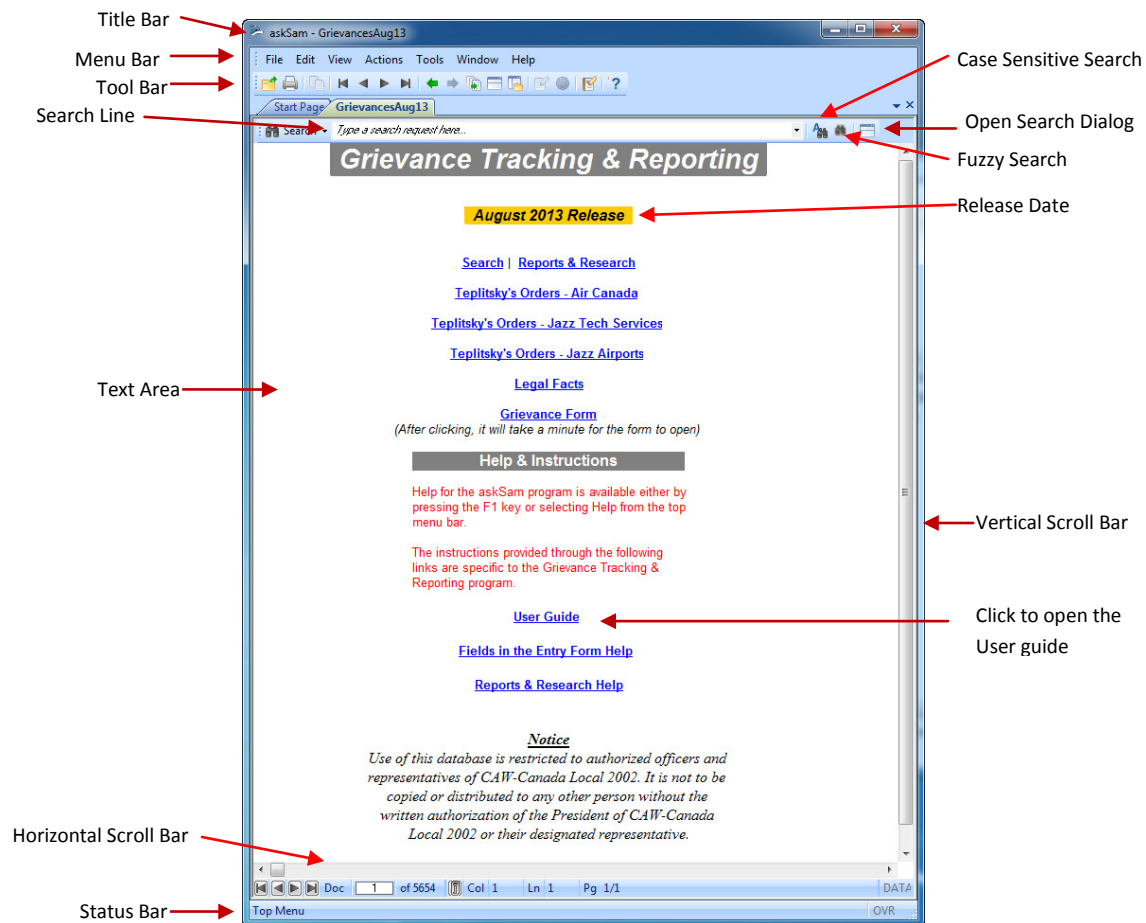 Title Bar
askSam - GrievancesAug13
Menu Bar
File Edit View Actions Tools Window Help
Case Sensitive Search
Tool Bar
Start Page GrievancesAug13
Search Line
Search Type a search request here...
Open Search Dialog
Fuzzy Search
Grievance Tracking & Reporting
August 2013 Release
Release Date
Search | Reports & Research
Teplitsky's Orders - Air Canada
Teplitsky's Orders - Jazz Tech Services
Teplitsky's Orders - Jazz Airports
Text Area
Legal Facts
Grievance Form
(After clicking, it will take a minute for the form to open)
Help & Instructions
Help for the askSam program is available either by
pressing the F1 key or selecting Help from the top
menu bar.
Vertical Scroll Bar
The instructions provided through the following
links are specific to the Grievance Tracking &
Reporting program.
User Guide
Click to open the
User guide
Fields in the Entry Form Help
Reports & Research Help
Notice
Use of this database is restricted to authorized officers and
representatives of CAW-Canada Local 2002. It is not to be
copied or distributed to any other person without the
written authorization of the President of CAW-Canada
Local 2002 or their designated representative.
Horizontal Scroll Bar
Doc 1 of 5654 Col 1 Ln 1 Pg 1/1 DATA
Status Bar
Top Menu OVR